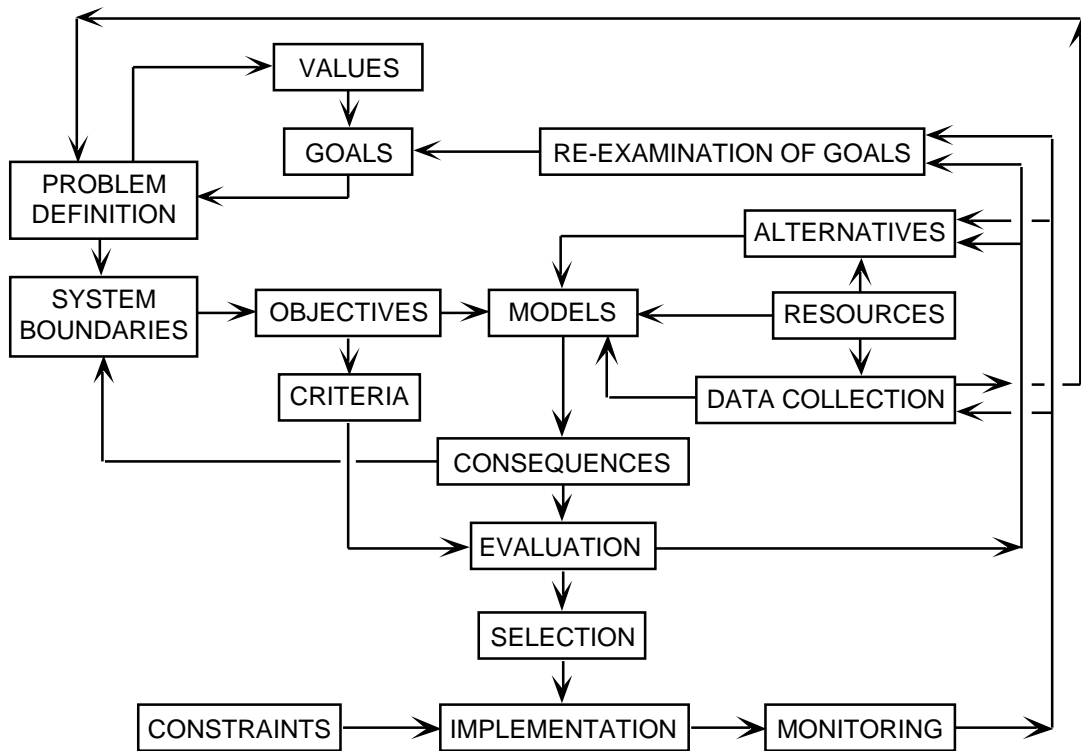 VALUES
GOALS
RE-EXAMINATION OF GOALS
PROBLEM
DEFINITION
ALTERNATIVES
SYSTEM
BOUNDARIES
OBJECTIVES
MODELS
RESOURCES
CRITERIA
DATA COLLECTION
CONSEQUENCES
EVALUATION
SELECTION
CONSTRAINTS
IMPLEMENTATION
MONITORING